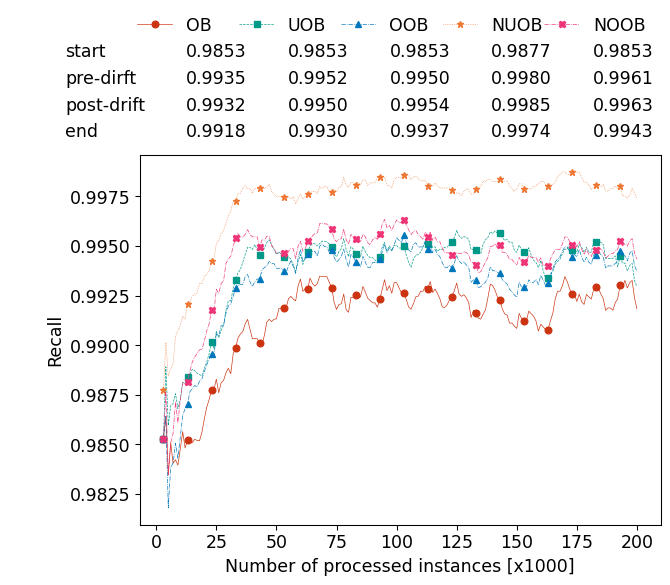 OB UOB OOB NUOB NOOB
start 0.9853 0.9853 0.9853 0.9877 0.9853
pre-dirft 0.9935 0.9952 0.9950 0.9980 0.9961
post-drift 0.9932 0.9950 0.9954 0.9985 0.9963
end 0.9918 0.9930 0.9937 0.9974 0.9943
0.9975
0.9950
0.9925
0.9900
0.9875
0.9850
0.9825
Recall
0 25 50 75 100 125 150 175 200
Number of processed instances [x1000]